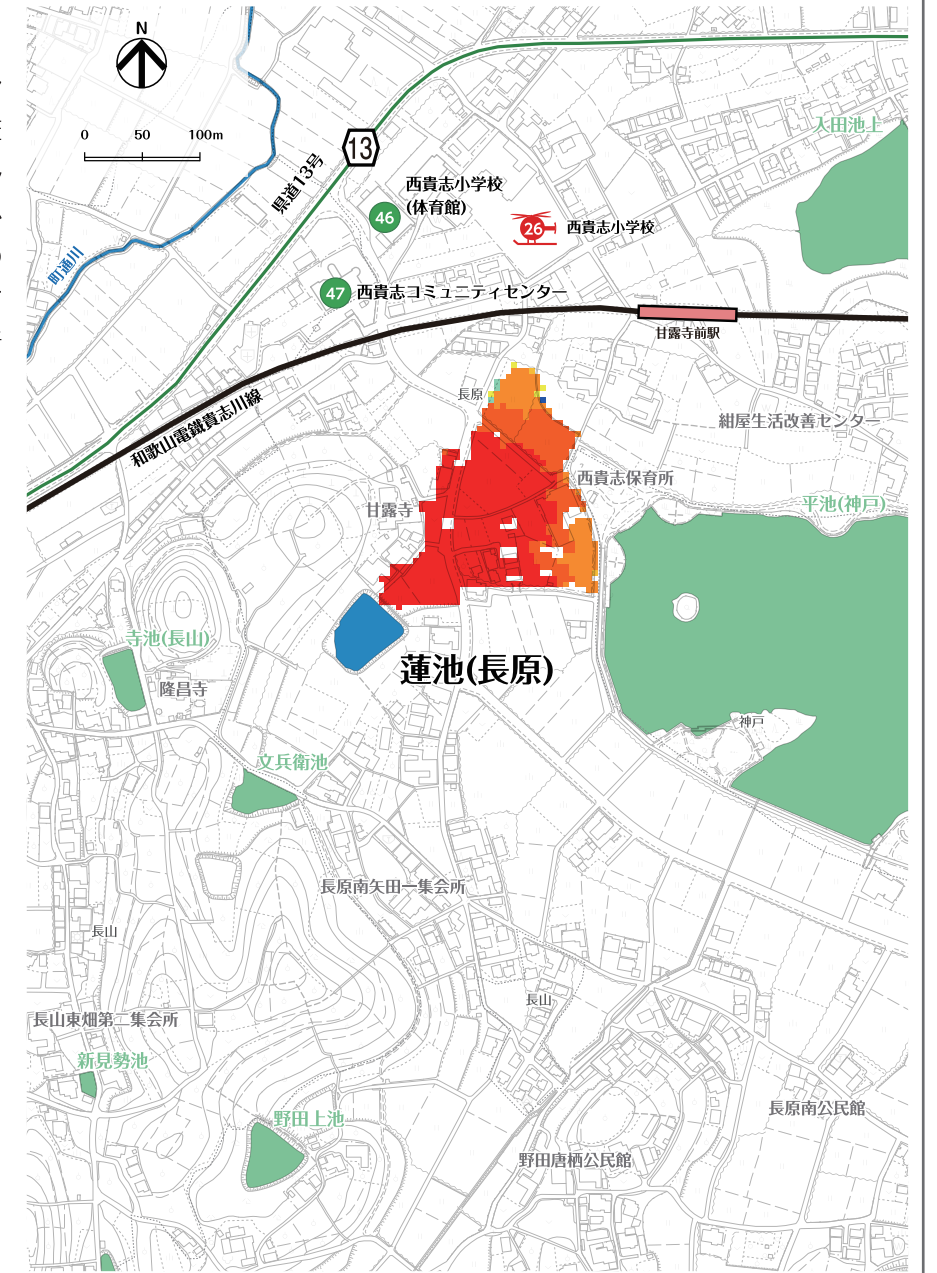 N
0 50 100m
13
県道13号
入田池上
西貴志小学校
(体育館)
46
26
西貴志小学校
町通川
47
西貴志コミュニティセンター
甘露寺前駅
和歌山電鐵貴志川線
長原
紺屋生活改善センター
西貴志保育所
甘露寺
平池(神戸)
寺池(長山)
蓮池(長原)
隆昌寺
神戸
文兵衛池
長原南矢田一集会所
長山
長山
長山東畑第二集会所
新見勢池
野田上池
長原南公民館
野田唐栖公民館